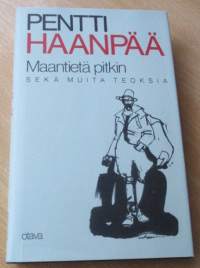 PENTTI
HAANPÄÄ
Maantietä pitkin
SEKÄ MUITA TEOKSIA
otava